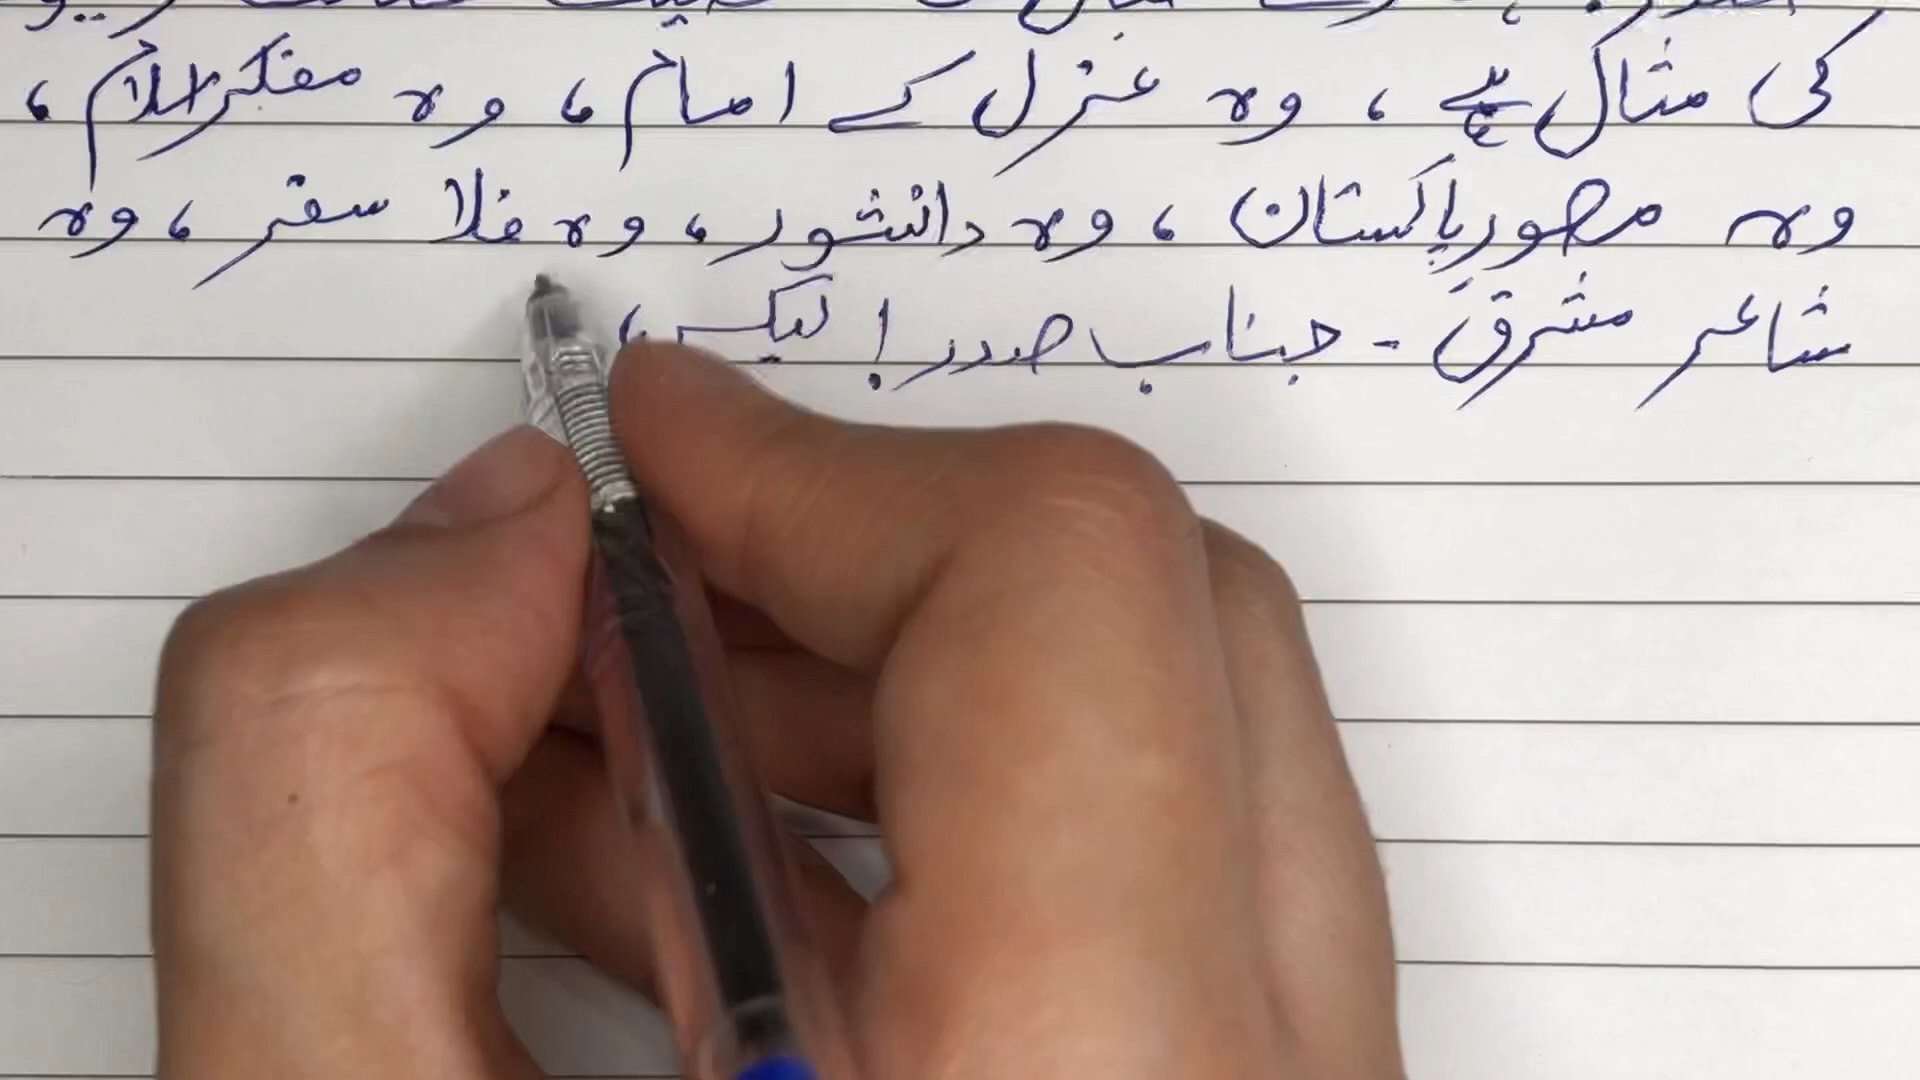 کی مثال ہے ، وہ غزل کے امام ، وہ مفکر اسلام ،
وہ مصورِ پاکستان ، وہ دانشور ، وہ فلا سفر ، وہ
شاعر مشرق ۔ جناب صدر !